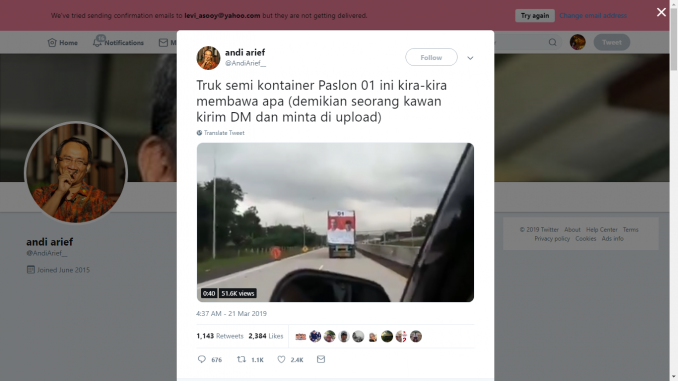 We've tried sending confirmation emails to levi_asooy@yahoo.com but they are not getting delivered.
Try again
Change email address
Home
Notifications
M
Tweet
andi arief
@AndiArief__
Follow
Truk semi kontainer Paslon 01 ini kira-kira
membawa apa (demikian seorang kawan
kirim DM dan minta di upload)
Translate Tweet
0:40
51.6K views
4:37 AM - 21 Mar 2019
1,143 Retweets 2,384 Likes
676
1.1K
2.4K
andi arief
@AndiArief__
Joined June 2015
© 2019 Twitter About Help Center Terms
Privacy policy Cookies Ads info